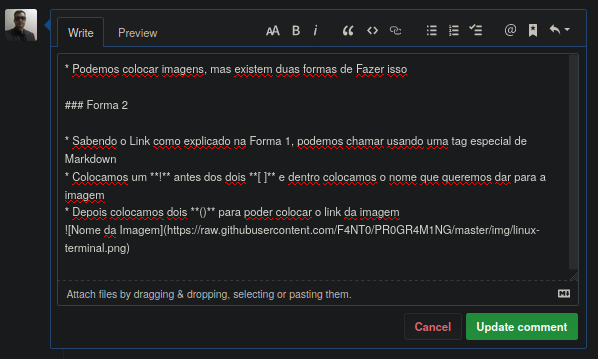 Write Preview AA B i
* Podemos colocar imagens, mas existem duas formas de Fazer isso
### Forma 2
* Sabendo o Link como explicado na Forma 1, podemos chamar usando uma tag especial de
Markdown
* Colocamos um **!** antes dos dois **[ ]** e dentro colocamos o nome que queremos dar para a
imagem
* Depois colocamos dois **()** para poder colocar o link da imagem
![Nome da Imagem](https://raw.githubusercontent.com/F4NT0/PR0GR4M1NG/master/img/linux-
terminal.png)
Attach files by dragging & dropping, selecting or pasting them.
Cancel Update comment